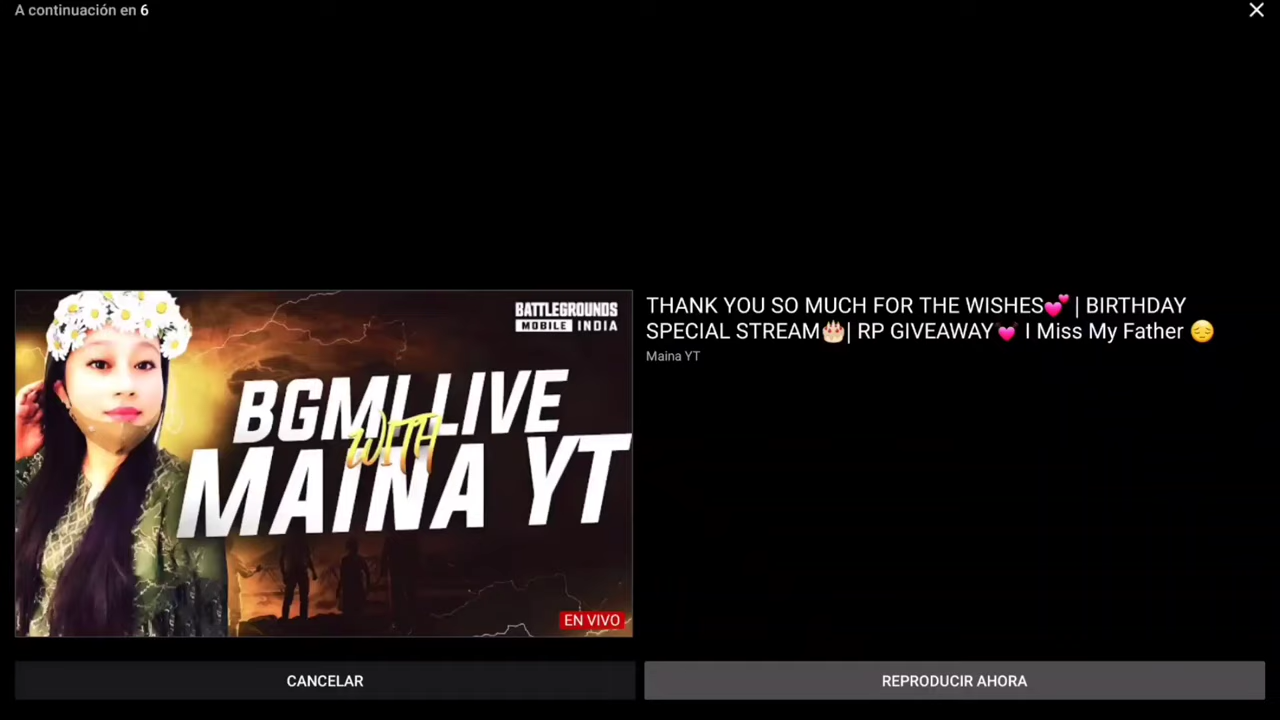 A continuación en 6
BATTLEGROUNDS
MOBILE INDIA
BGMI LIVE
WITH
MAINA YT
EN VIVO
THANK YOU SO MUCH FOR THE WISHES💕 | BIRTHDAY
SPECIAL STREAM🎂| RP GIVEAWAY💓 I Miss My Father 😔
Maina YT
CANCELAR
REPRODUCIR AHORA